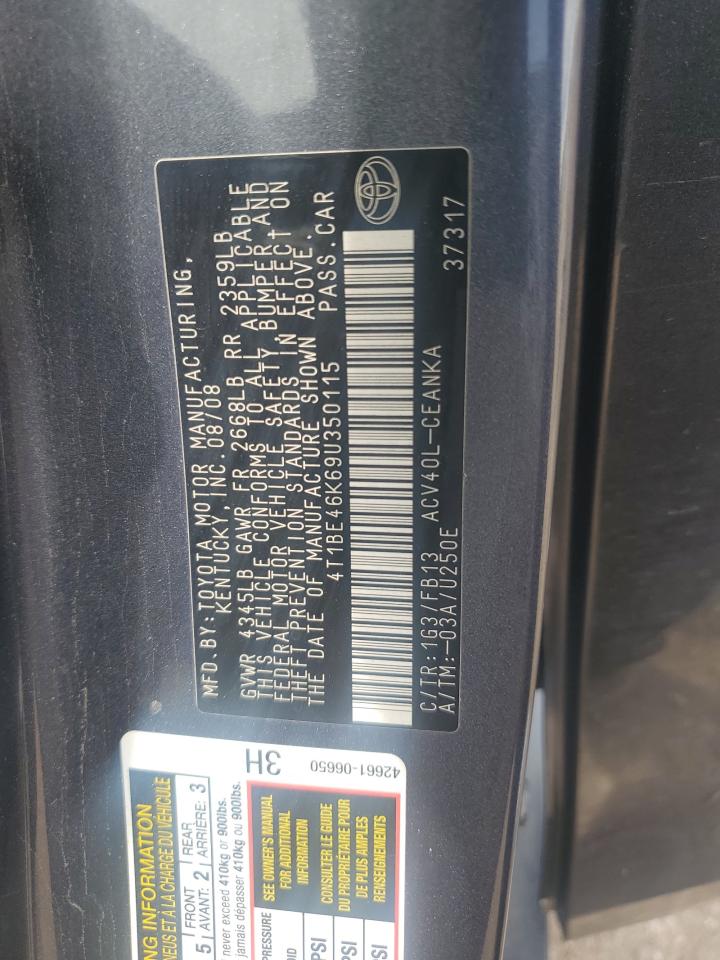 MFD. BY: TOYOTA MOTOR MANUFACTURING,
KENTUCKY, INC. 08/08
GVWR 4345LB GAWR FR 2668LB RR 2359LB
THIS VEHICLE CONFORMS TO ALL APPLICABLE
FEDERAL MOTOR VEHICLE SAFETY, BUMPER AND
THEFT PREVENTION STANDARDS IN EFFECT ON
THE DATE OF MANUFACTURE SHOWN ABOVE.
4T1BE46K69U350115 PASS. CAR
C/TR:1G3/FB13 ACV40L-CEANKA
A/TM:-03A/U250E 37317
NG INFORMATION
NEUS ET À LA CHARGE DU VÉHICULE
5 FRONT 2 REAR 3
AVANT: ARRIÈRE:
never exceed 410kg or 900lbs.
jamais dépasser 410kg ou 900lbs.
3H
42661-06650
PRESSURE
SEE OWNER'S MANUAL
FOR ADDITIONAL
INFORMATION
PSI
CONSULTER LE GUIDE
DU PROPRIÉTAIRE POUR
PSI
DE PLUS AMPLES
RENSEIGNEMENTS